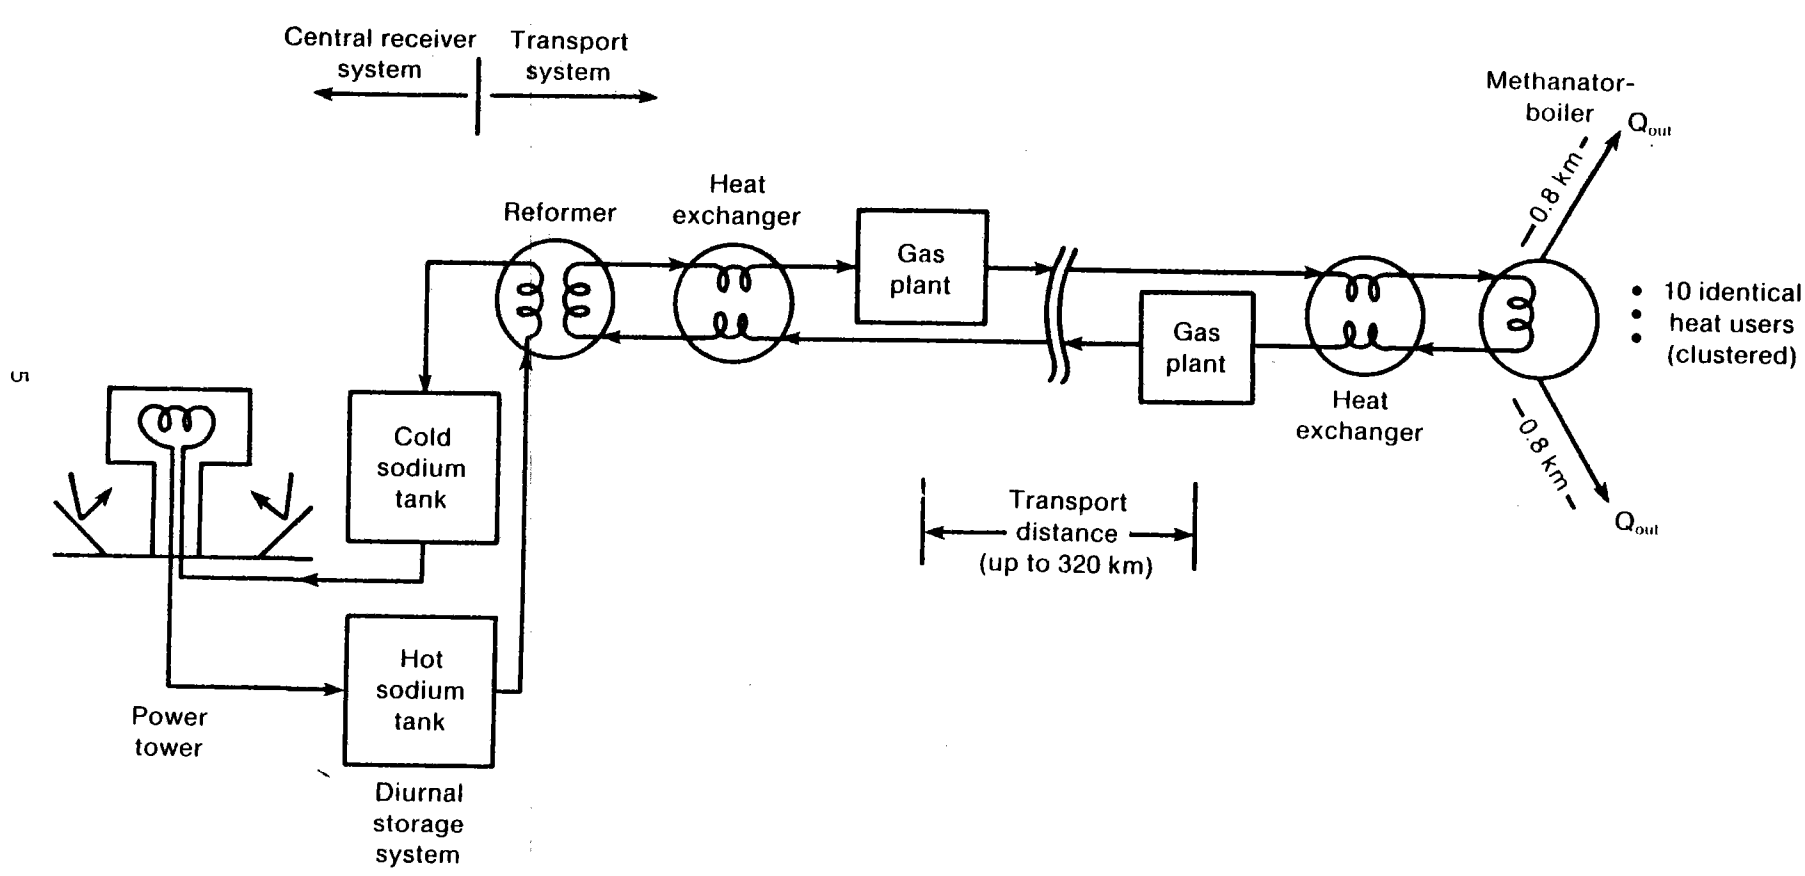 Central receiver
system
Transport
system
Methanator-
boiler
Qout
–0.8 km–
Heat
exchanger
Reformer
Gas
plant
10 identical
heat users
(clustered)
Gas
plant
5
Heat
exchanger
Cold
sodium
tank
–0.8 km–
Qout
Transport
distance
(up to 320 km)
Hot
sodium
tank
Power
tower
Diurnal
storage
system